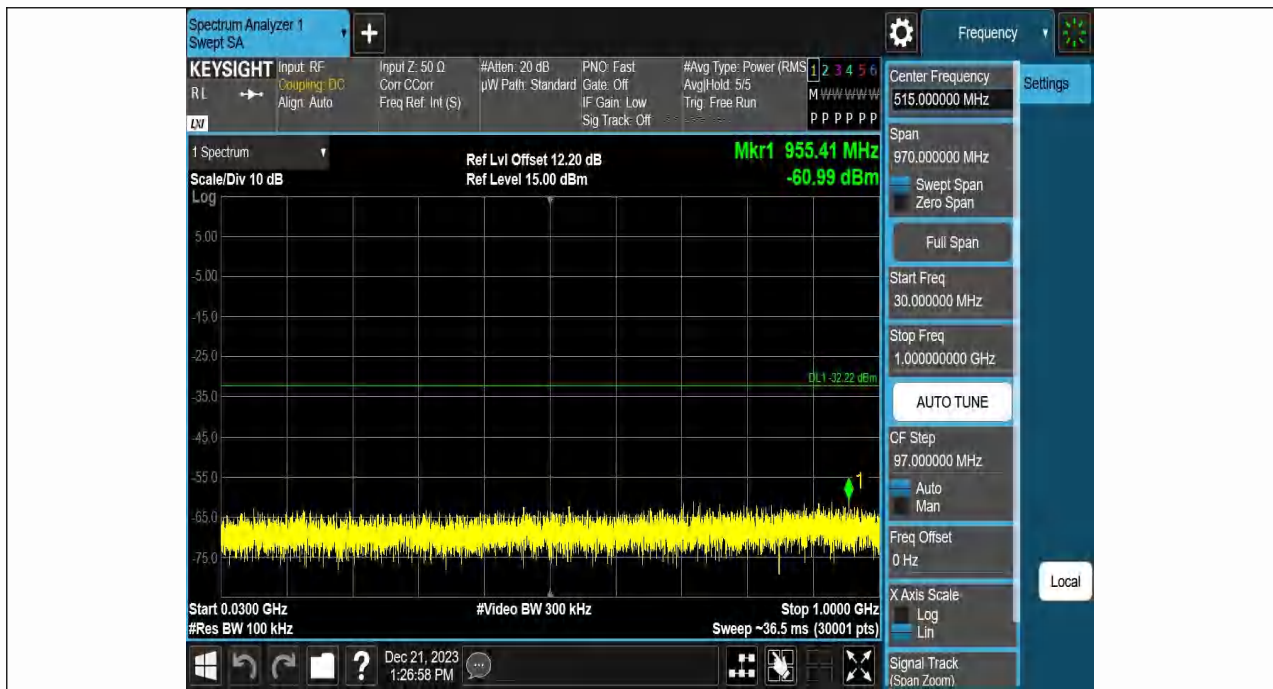 Spectrum Analyzer 1
Swept SA
Frequency
KEYSIGHT
RL
LXI
Input: RF
Coupling: DC
Align: Auto
Input Z: 50 Ω
Corr CCorr
Freq Ref: Int (S)
#Atten: 20 dB
µW Path: Standard
PNO: Fast
Gate: Off
IF Gain: Low
Sig Track: Off
#Avg Type: Power (RMS
Avg|Hold: 5/5
Trig: Free Run
1 2 3 4 5 6
M W W W W W
P P P P P P
1 Spectrum
Scale/Div 10 dB
Log
Ref Lvl Offset 12.20 dB
Ref Level 15.00 dBm
Mkr1 955.41 MHz
-60.99 dBm
5.00
-5.00
-15.0
-25.0
DL1 -32.22 dBm
-35.0
-45.0
-55.0
1
-65.0
-75.0
Start 0.0300 GHz
#Video BW 300 kHz
Stop 1.0000 GHz
#Res BW 100 kHz
Sweep ~36.5 ms (30001 pts)
Dec 21, 2023
1:26:58 PM
Center Frequency
515.000000 MHz
Span
970.000000 MHz
Swept Span
Zero Span
Full Span
Start Freq
30.000000 MHz
Stop Freq
1.000000000 GHz
AUTO TUNE
CF Step
97.000000 MHz
Auto
Man
Freq Offset
0 Hz
X Axis Scale
Log
Lin
Signal Track
(Span Zoom)
Settings
Local